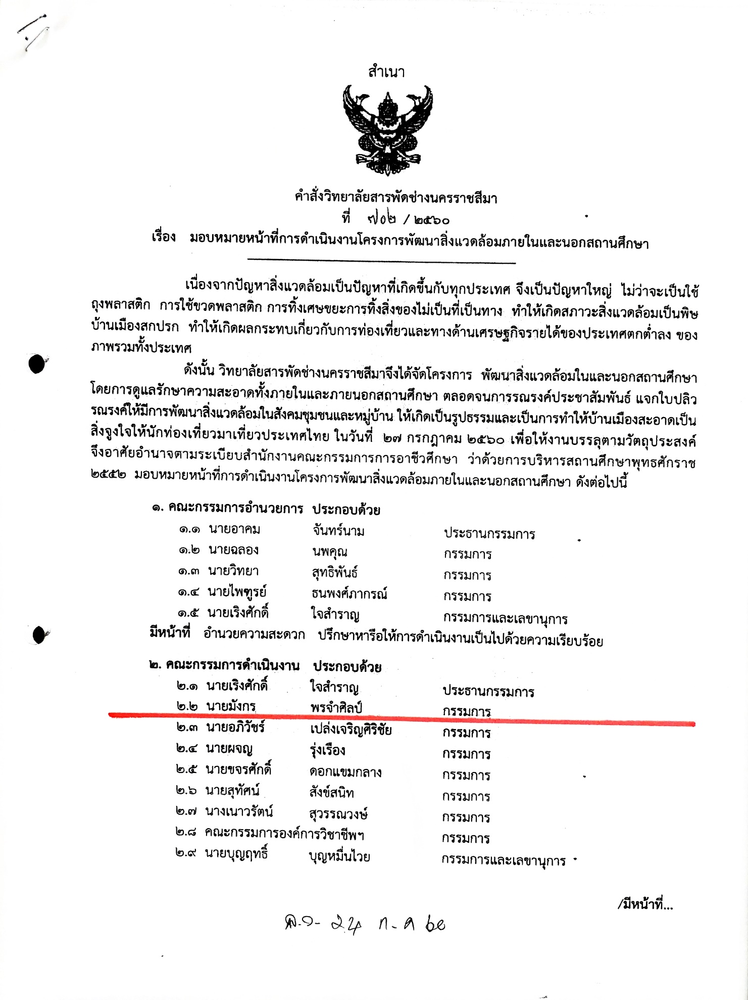 สำเนา
คำสั่งวิทยาลัยสารพัดช่างนครราชสีมา
ที่ ๗๐๒ / ๒๕๖๐
เรื่อง มอบหมายหน้าที่การดำเนินงานโครงการพัฒนาสิ่งแวดล้อมภายในและนอกสถานศึกษา
เนื่องจากปัญหาสิ่งแวดล้อมเป็นปัญหาที่เกิดขึ้นกับทุกประเทศ จึงเป็นปัญหาใหญ่ ไม่ว่าจะเป็นใช้
ถุงพลาสติก การใช้ขวดพลาสติก การทิ้งเศษขยะการทิ้งสิ่งของไม่เป็นที่เป็นทาง ทำให้เกิดสภาวะสิ่งแวดล้อมเป็นพิษ
บ้านเมืองสกปรก ทำให้เกิดผลกระทบเกี่ยวกับการท่องเที่ยวและทางด้านเศรษฐกิจรายได้ของประเทศตกต่ำลง ของ
ภาพรวมทั้งประเทศ
ดังนั้น วิทยาลัยสารพัดช่างนครราชสีมาจึงได้จัดโครงการ พัฒนาสิ่งแวดล้อมในและนอกสถานศึกษา
โดยการดูแลรักษาความสะอาดทั้งภายในและภายนอกสถานศึกษา ตลอดจนการรณรงค์ประชาสัมพันธ์ แจกใบปลิว
รณรงค์ให้มีการพัฒนาสิ่งแวดล้อมในสังคมชุมชนและหมู่บ้าน ให้เกิดเป็นรูปธรรมและเป็นการทำให้บ้านเมืองสะอาดเป็น
สิ่งจูงใจให้นักท่องเที่ยวมาเที่ยวประเทศไทย ในวันที่ ๒๗ กรกฎาคม ๒๕๖๐ เพื่อให้งานบรรลุตามวัตถุประสงค์
จึงอาศัยอำนาจตามระเบียบสำนักงานคณะกรรมการการอาชีวศึกษา ว่าด้วยการบริหารสถานศึกษาพุทธศักราช
๒๕๕๒ มอบหมายหน้าที่การดำเนินงานโครงการพัฒนาสิ่งแวดล้อมภายในและนอกสถานศึกษา ดังต่อไปนี้
๑. คณะกรรมการอำนวยการ ประกอบด้วย
๑.๑ นายอาคม จันทร์นาม ประธานกรรมการ
๑.๒ นายฉลอง นพคุณ กรรมการ
๑.๓ นายวิทยา สุทธิพันธ์ กรรมการ
๑.๔ นายไพฑูรย์ ธนพงศ์ภากรณ์ กรรมการ
๑.๕ นายเริงศักดิ์ ใจสำราญ กรรมการและเลขานุการ
มีหน้าที่ อำนวยความสะดวก ปรึกษาหารือให้การดำเนินงานเป็นไปด้วยความเรียบร้อย
๒. คณะกรรมการดำเนินงาน ประกอบด้วย
๒.๑ นายเริงศักดิ์ ใจสำราญ ประธานกรรมการ
๒.๒ นายมังกร พรจำศิลป์ กรรมการ
๒.๓ นายอภิวัชร์ เปล่งเจริญศิริชัย กรรมการ
๒.๔ นายผจญ รุ่งเรือง กรรมการ
๒.๕ นายขจรศักดิ์ ดอกแขมกลาง กรรมการ
๒.๖ นายสุทัศน์ สังข์สนิท กรรมการ
๒.๗ นางเนาวรัตน์ สุวรรณวงษ์ กรรมการ
๒.๘ คณะกรรมการองค์การวิชาชีพฯ กรรมการ
๒.๙ นายบุญฤทธิ์ บุญหมื่นไวย กรรมการและเลขานุการ
/มีหน้าที่...
24 ก.ค 60